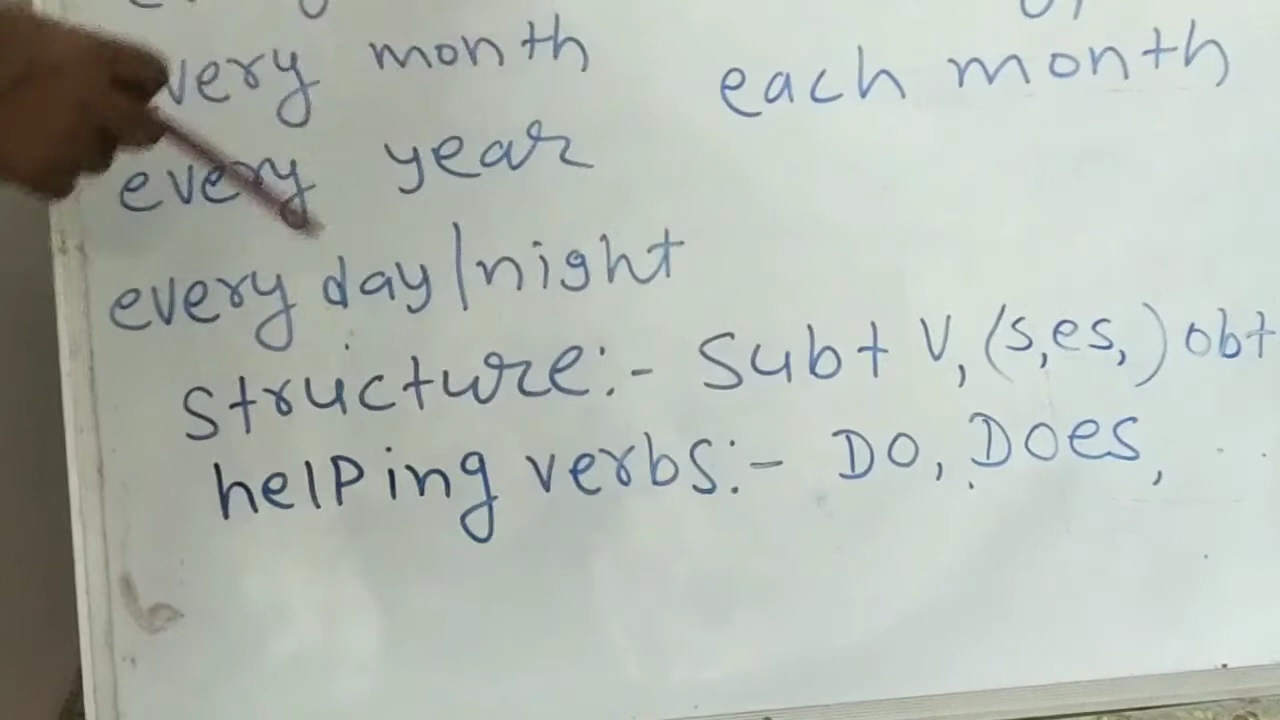 every month each month
every year
every day/night
structure:- Sub+ V, (s,es,) obt
helping verbs:- DO, DOES,